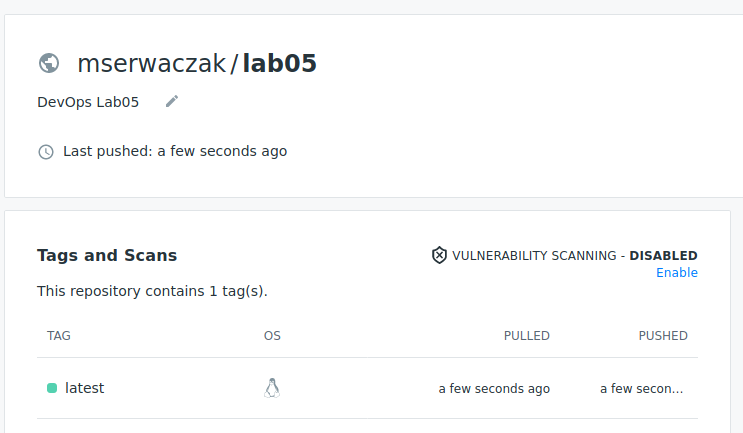 mserwaczak/lab05
DevOps Lab05
Last pushed: a few seconds ago
Tags and Scans
VULNERABILITY SCANNING - DISABLED
Enable
This repository contains 1 tag(s).
TAG OS PULLED PUSHED
latest a few seconds ago a few secon...